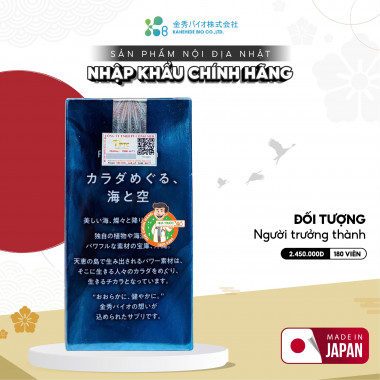 金秀バイオ株式会社
KANEHIDE BIO CO.,LTD.
SẢN PHẨM NỘI ĐỊA NHẬT
NHẬP KHẨU CHÍNH HÃNG
カラダめぐる、
海と空
美しい海、燦々と降り
独自の植物や海
パワフルな素材の宝庫、
天恵の島で生み出されるパワー素材は、
そこに生きる人々のカラダをめぐり、
生きるチカラとなっています。
“おおらかに、健やかに。”
金秀バイオの想いが
込められたサプリです。
ĐỐI TƯỢNG
Người trưởng thành
2.450.000Đ
180 VIÊN
MADE IN
JAPAN